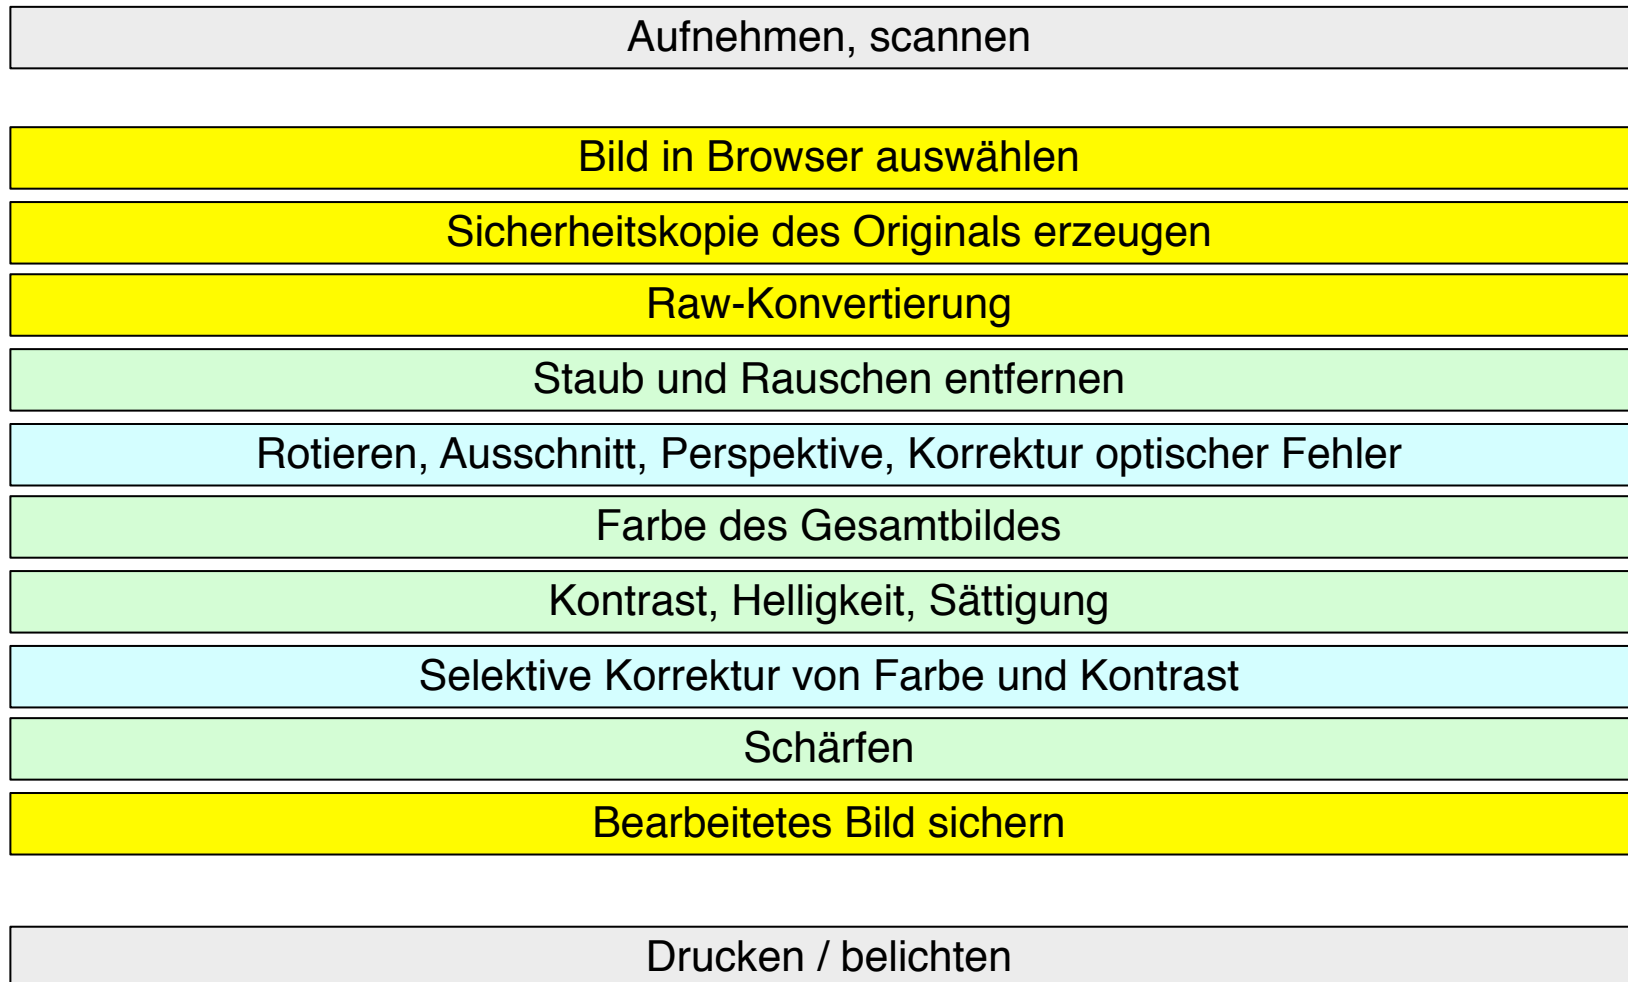 Aufnehmen, scannen
Bild in Browser auswählen
Sicherheitskopie des Originals erzeugen
Raw-Konvertierung
Staub und Rauschen entfernen
Rotieren, Ausschnitt, Perspektive, Korrektur optischer Fehler
Farbe des Gesamtbildes
Kontrast, Helligkeit, Sättigung
Selektive Korrektur von Farbe und Kontrast
Schärfen
Bearbeitetes Bild sichern
Drucken / belichten